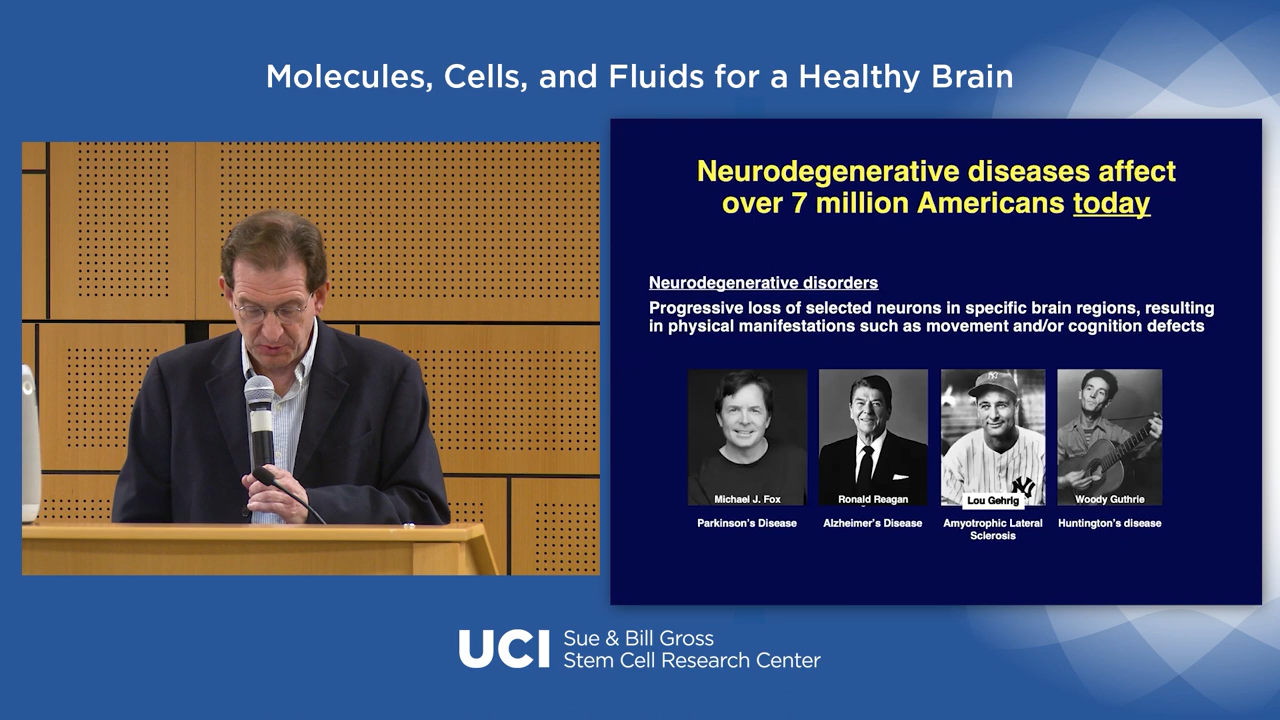 Molecules, Cells, and Fluids for a Healthy Brain
Neurodegenerative diseases affect
over 7 million Americans today
Neurodegenerative disorders
Progressive loss of selected neurons in specific brain regions, resulting
in physical manifestations such as movement and/or cognition defects
NY
NY
Michael J. Fox
Ronald Reagan
Lou Gehrig
Woody Guthrie
Parkinson's Disease
Alzheimer's Disease
Amyotrophic Lateral
Sclerosis
Huntington's disease
UCI
Sue & Bill Gross
Stem Cell Research Center